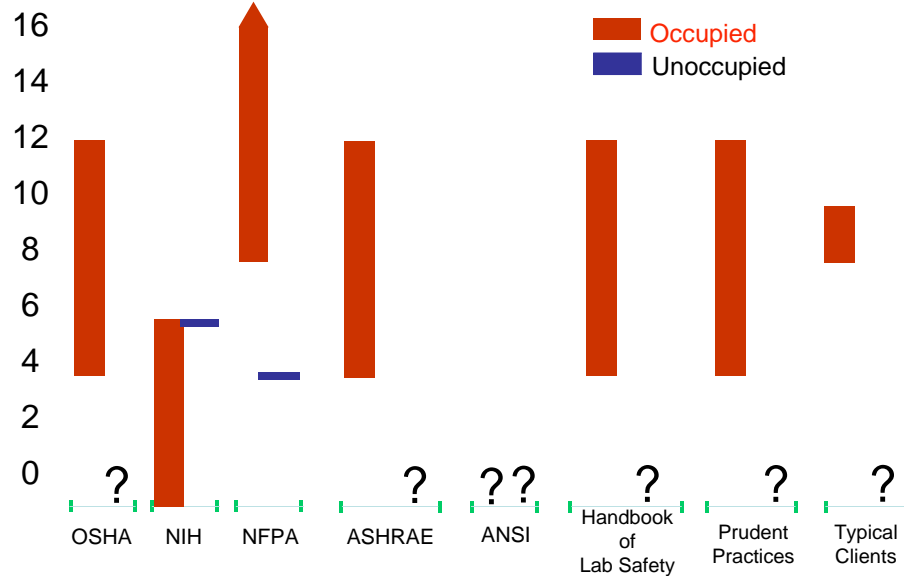 16
Occupied
Unoccupied
14
12
10
8
6
4
2
0
?
?
? ?
?
?
?
OSHA
NIH
NFPA
ASHRAE
ANSI
Handbook
of
Lab Safety
Prudent
Practices
Typical
Clients